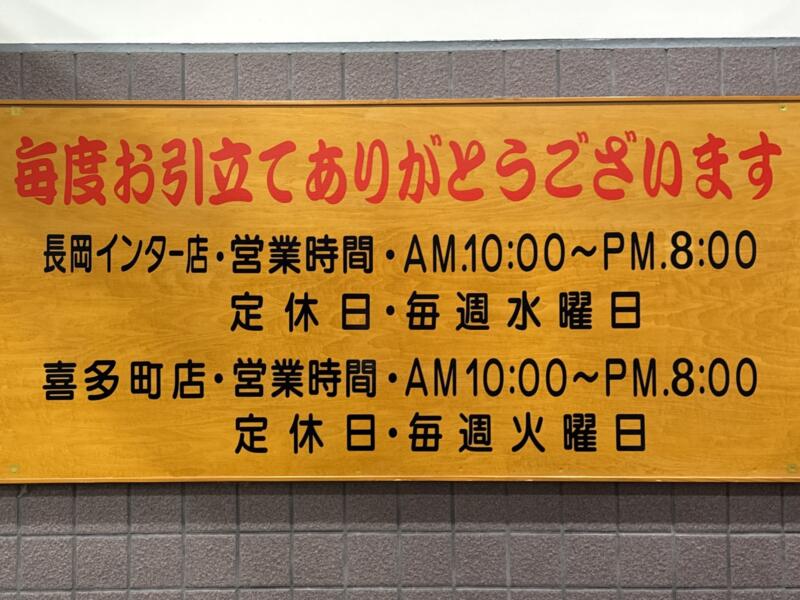 毎度お引立てありがとうございます
長岡インター店・営業時間・AM.10:00〜PM.8:00
定休日・毎週水曜日
喜多町店・営業時間・AM10:00〜PM.8:00
定休日・毎週火曜日